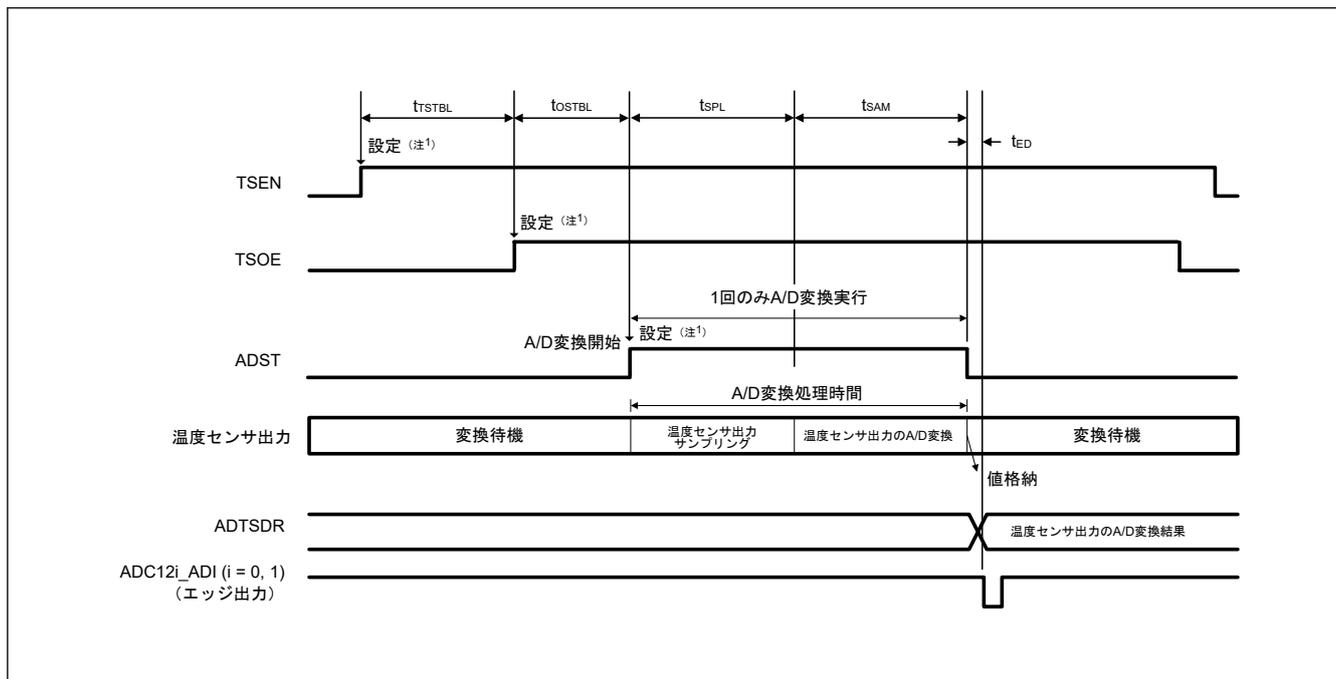 tTSTBL
tOSTBL
tSPL
tSAM
tED
設定（注1）
TSEN
設定（注1）
TSOE
1回のみA/D変換実行
A/D変換開始
設定（注1）
ADST
A/D変換処理時間
温度センサ出力
変換待機
温度センサ出力
サンプリング
温度センサ出力のA/D変換
変換待機
値格納
ADTSDR
温度センサ出力のA/D変換結果
ADC12i_ADI (i = 0, 1)
（エッジ出力）